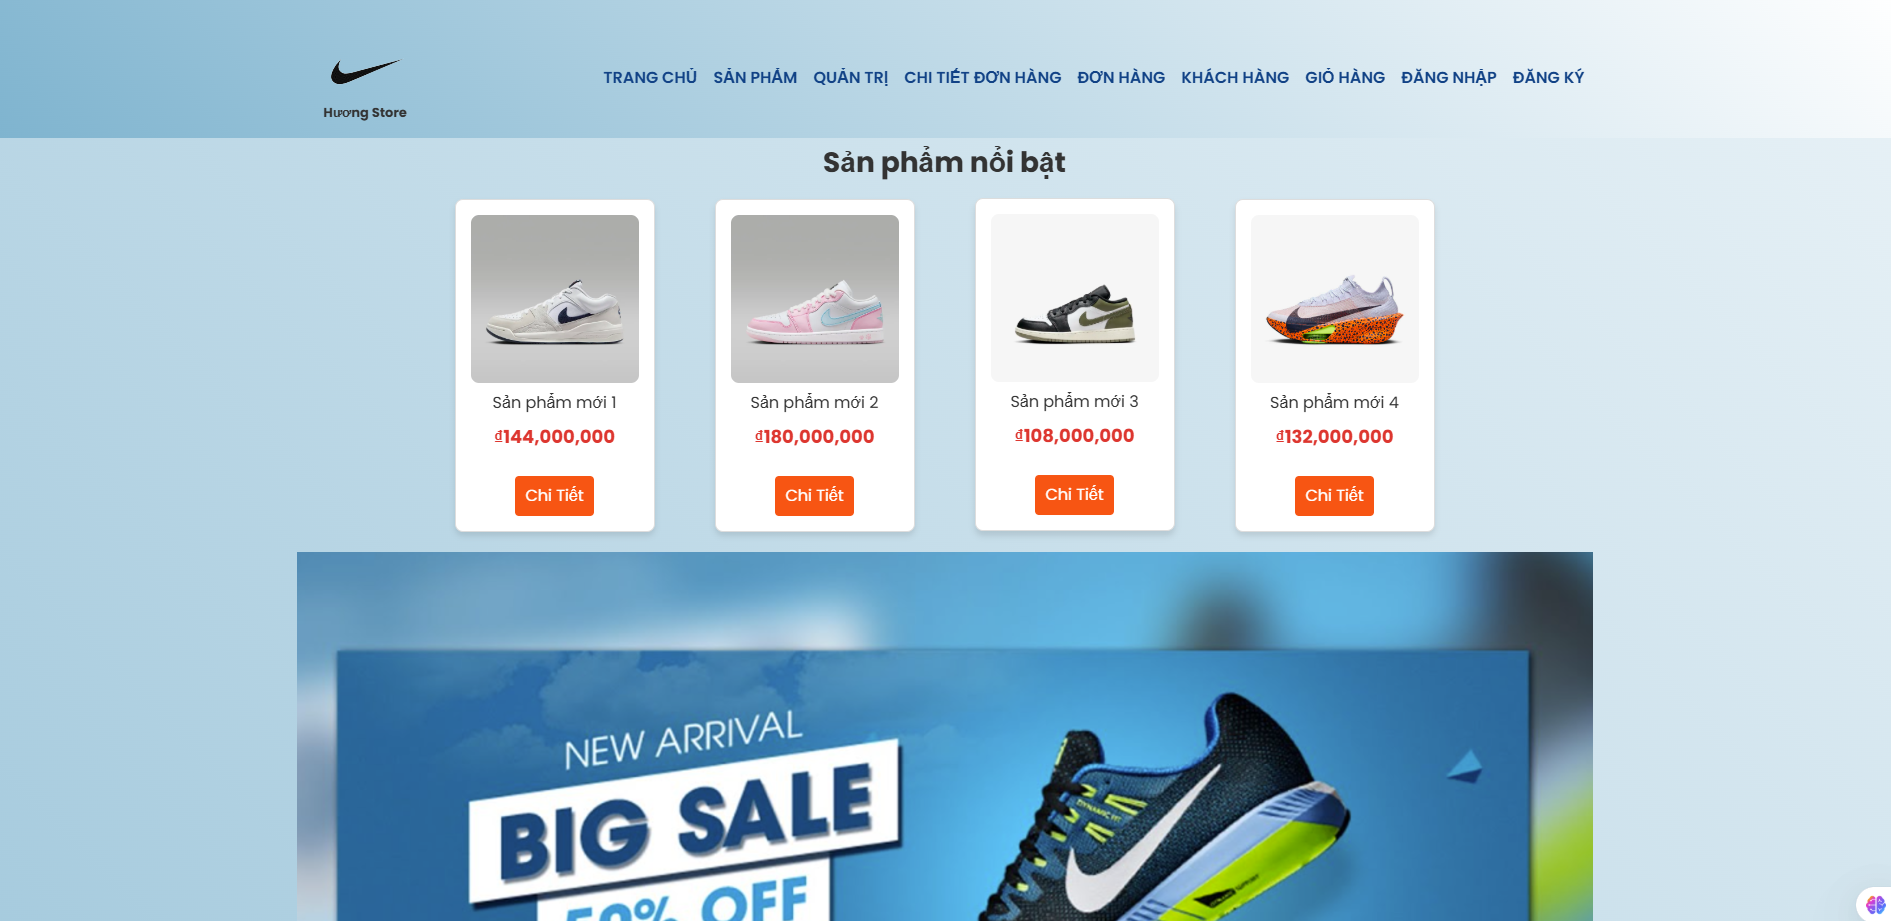 Hương Store
TRANG CHỦ SẢN PHẨM QUẢN TRỊ CHI TIẾT ĐƠN HÀNG ĐƠN HÀNG KHÁCH HÀNG GIỎ HÀNG ĐĂNG NHẬP ĐĂNG KÝ
Sản phẩm nổi bật
Sản phẩm mới 1
₫144,000,000
Chi Tiết
Sản phẩm mới 2
₫180,000,000
Chi Tiết
Sản phẩm mới 3
₫108,000,000
Chi Tiết
Sản phẩm mới 4
₫132,000,000
Chi Tiết
NEW ARRIVAL
BIG SALE
50% OFF
DYNAMIC FIT